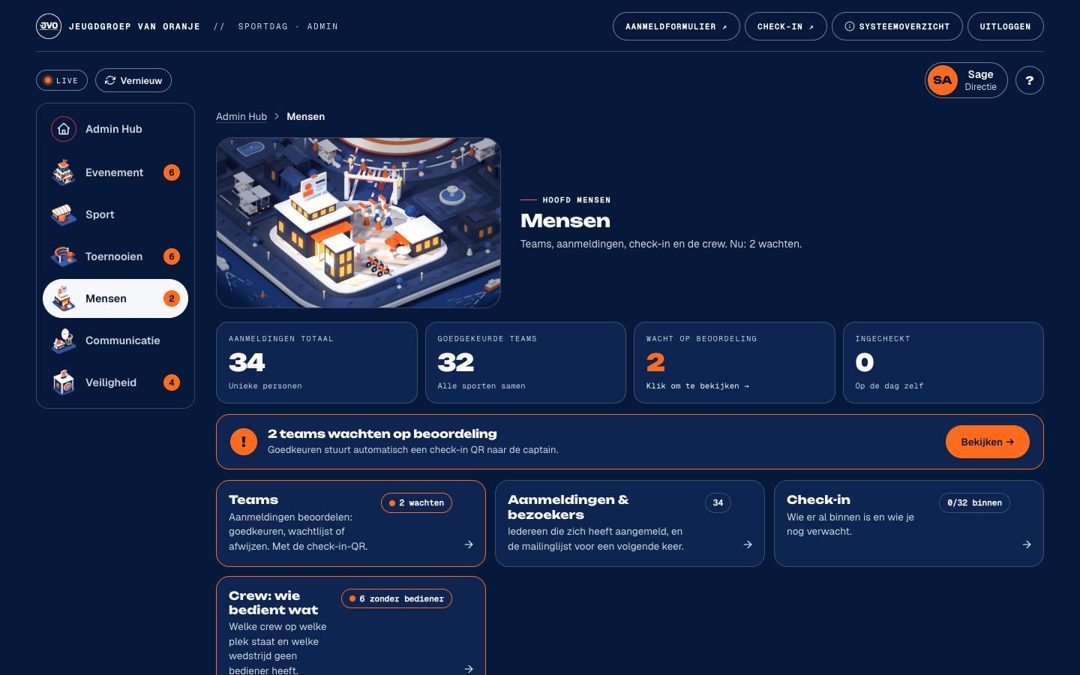 JVO JEUGDGROEP VAN ORANJE // SPORTDAG · ADMIN
AANMELDFORMULIER ↗
CHECK-IN ↗
SYSTEEMOVERZICHT
UITLOGGEN
LIVE
Vernieuw
SA
Sage
Directie
?
Admin Hub
Evenement 6
Sport
Toernooien 6
Mensen 2
Communicatie
Veiligheid 4
Admin Hub > Mensen
HOOFD MENSEN
Mensen
Teams, aanmeldingen, check-in en de crew. Nu: 2 wachten.
AANMELDINGEN TOTAAL
34
Unieke personen
GOEDGEKEURDE TEAMS
32
Alle sporten samen
WACHT OP BEOORDELING
2
Klik om te bekijken →
INGECHECKT
0
Op de dag zelf
!
2 teams wachten op beoordeling
Goedkeuren stuurt automatisch een check-in QR naar de captain.
Bekijken →
Teams
2 wachten
Aanmeldingen beoordelen:
goedkeuren, wachtlijst of
afwijzen. Met de check-in-QR.
→
Aanmeldingen &
bezoekers
34
Iedereen die zich heeft aangemeld, en
de mailinglijst voor een volgende keer.
→
Check-in
0/32 binnen
Wie er al binnen is en wie je
nog verwacht.
→
Crew: wie
bedient wat
6 zonder bediener
Welke crew op welke
plek staat en welke
wedstrijd geen
bediener heeft.
→